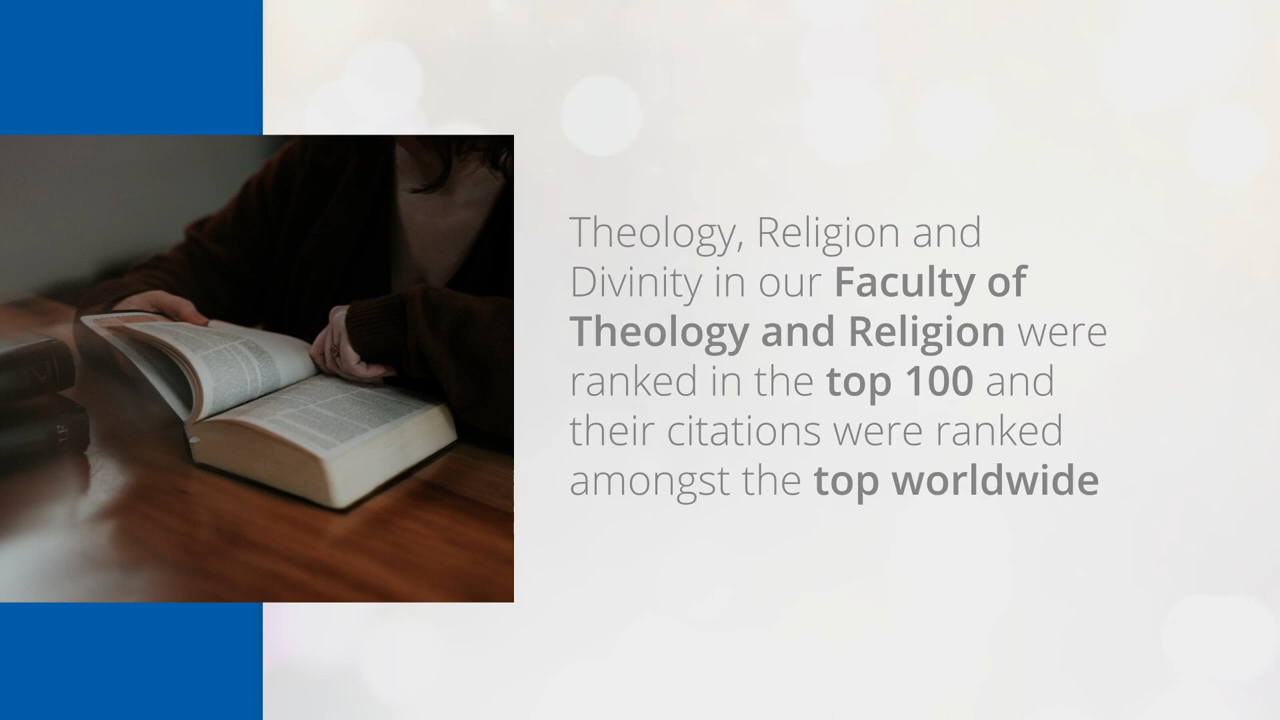 Theology, Religion and
Divinity in our Faculty of
Theology and Religion were
ranked in the top 100 and
their citations were ranked
amongst the top worldwide